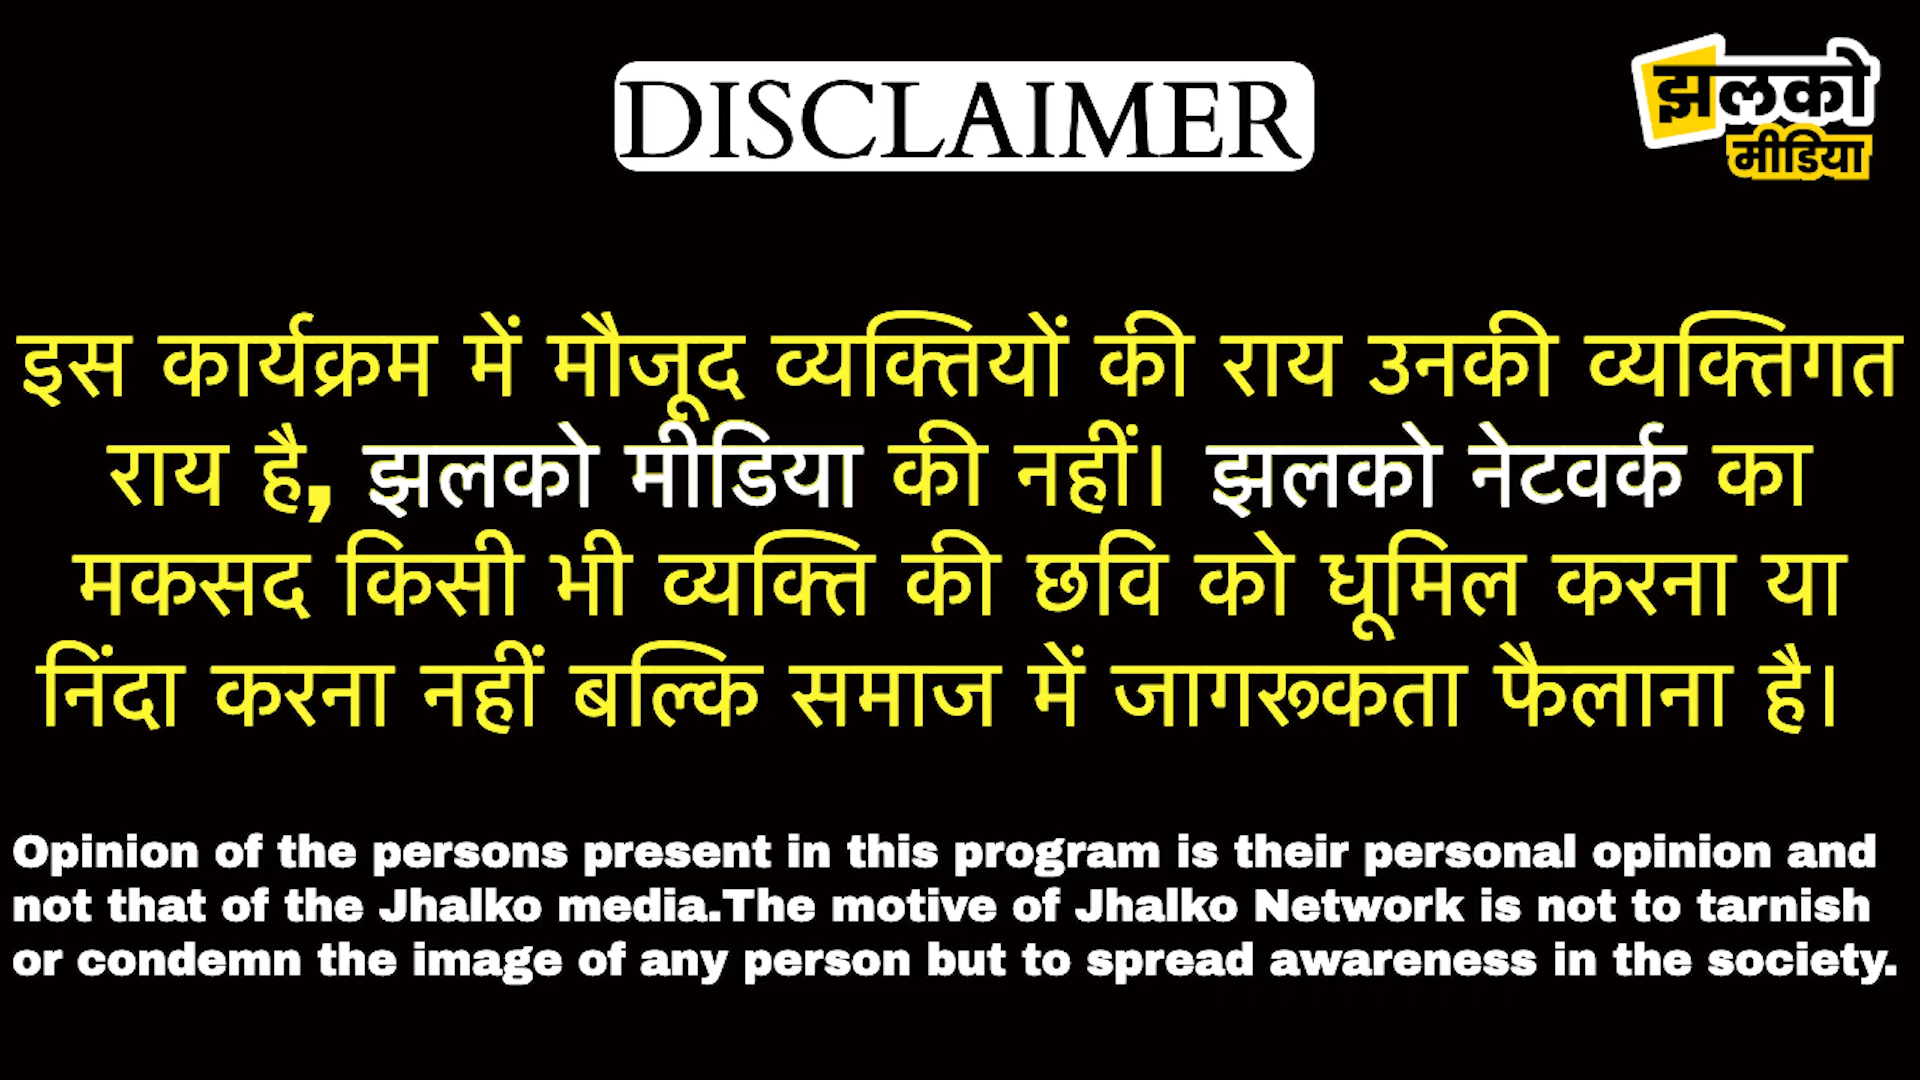 DISCLAIMER
झलको
मीडिया
इस कार्यक्रम में मौजूद व्यक्तियों की राय उनकी व्यक्तिगत
राय है, झलको मीडिया की नहीं। झलको नेटवर्क का
मकसद किसी भी व्यक्ति की छवि को धूमिल करना या
निंदा करना नहीं बल्कि समाज में जागरूकता फैलाना है।
Opinion of the persons present in this program is their personal opinion and
not that of the Jhalko media.The motive of Jhalko Network is not to tarnish
or condemn the image of any person but to spread awareness in the society.